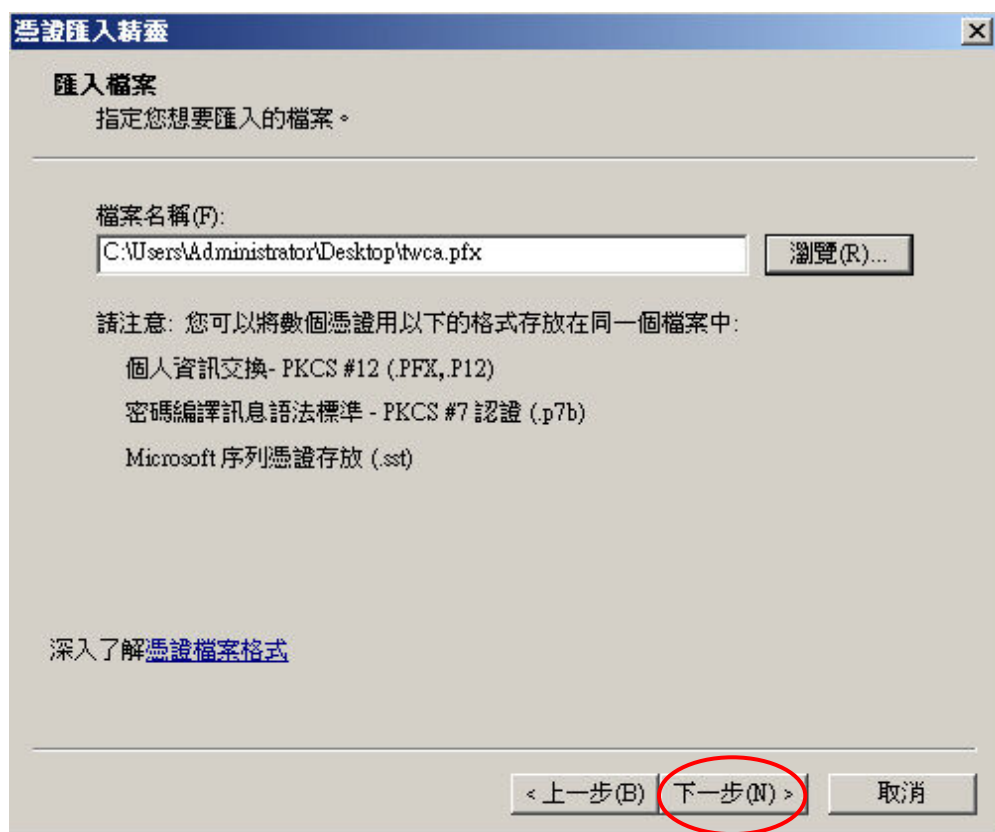 憑證匯入精靈
匯入檔案
指定您想要匯入的檔案。
檔案名稱(F):
C:\Users\Administrator\Desktop\twca.pfx
瀏覽(R)...
請注意: 您可以將數個憑證用以下的格式存放在同一個檔案中:
個人資訊交換- PKCS #12 (.PFX,.P12)
密碼編譯訊息語法標準 - PKCS #7 認證 (.p7b)
Microsoft 序列憑證存放 (.sst)
深入了解憑證檔案格式
< 上一步(B) 下一步(N) > 取消